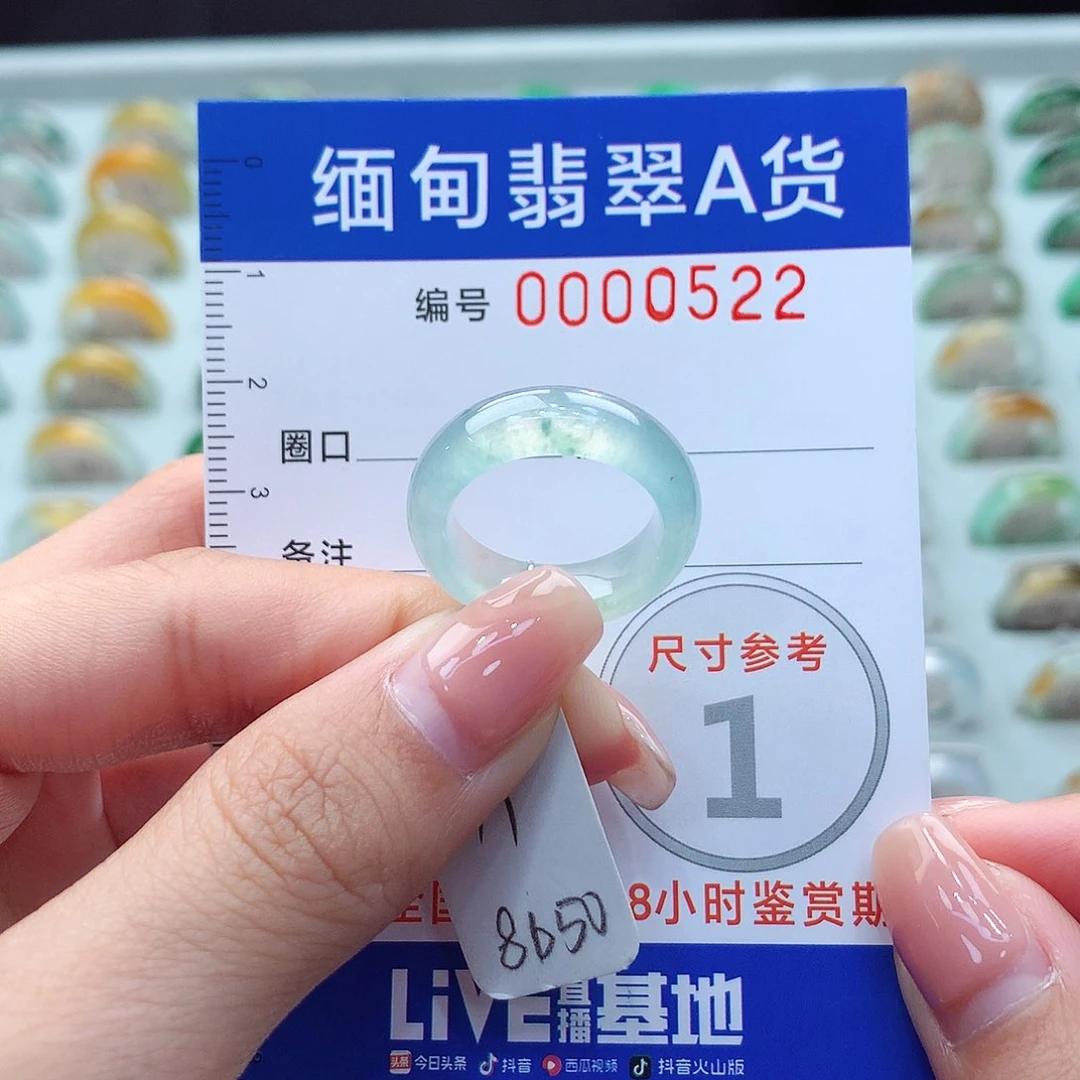 缅甸翡翠A货
编号 0000522
0
1
2
3
圈口
备注
尺寸参考
1
8650
8小时鉴赏期
LiVE直播基地
头条 今日头条 抖音 西瓜视频 抖音火山版